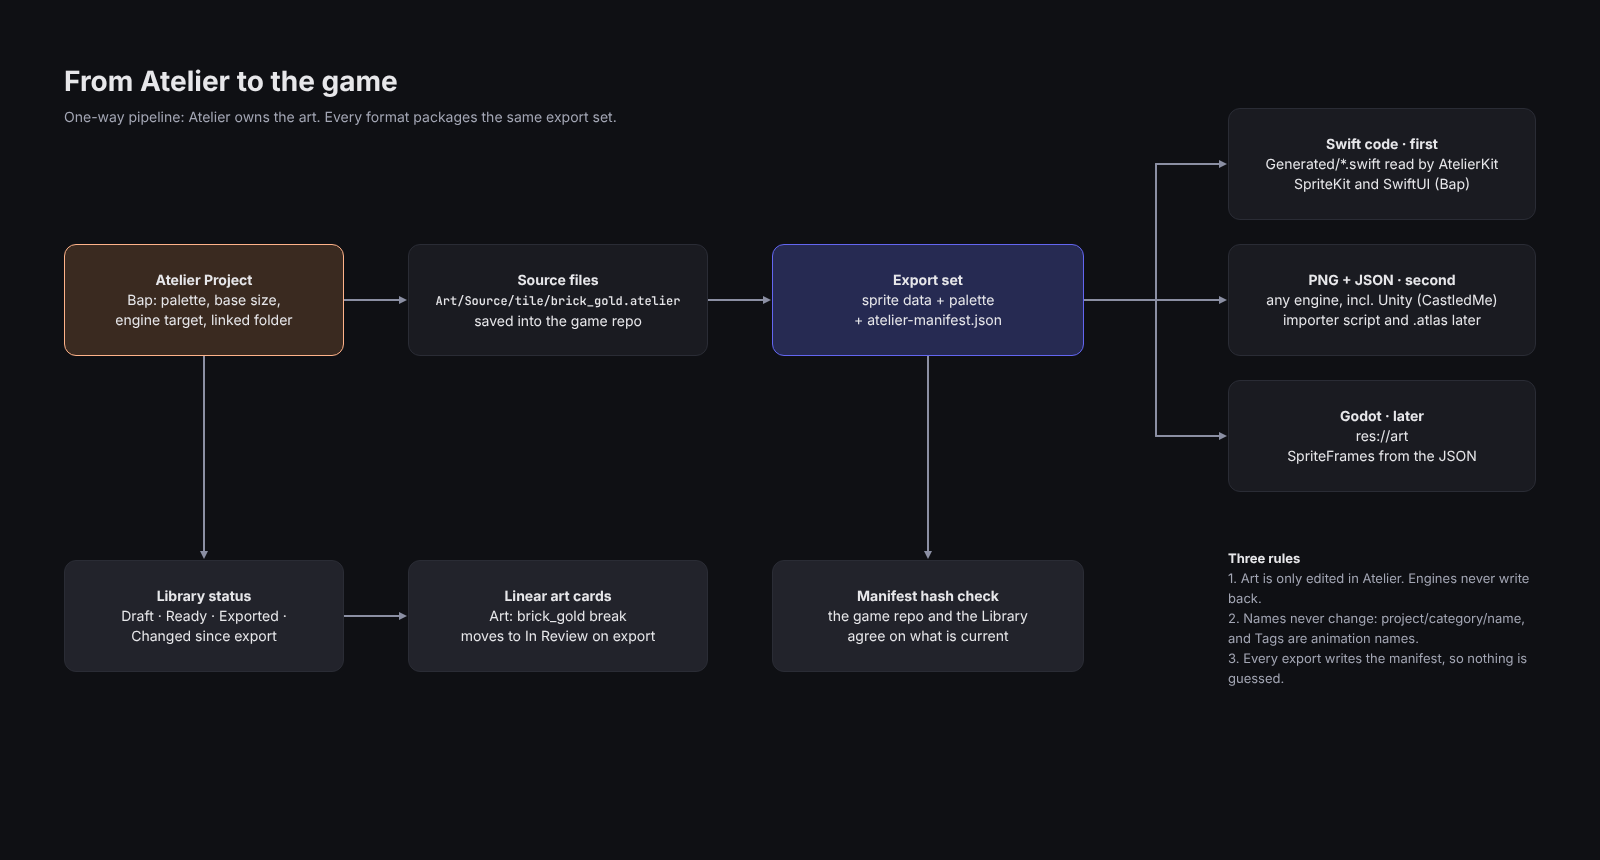 From Atelier to the game
One-way pipeline: Atelier owns the art. Every format packages the same export set.
Swift code · first
Generated/*.swift read by AtelierKit
SpriteKit and SwiftUI (Bap)
Atelier Project
Bap: palette, base size,
engine target, linked folder
Source files
Art/Source/tile/brick_gold.atelier
saved into the game repo
Export set
sprite data + palette
+ atelier-manifest.json
PNG + JSON · second
any engine, incl. Unity (CastledMe)
importer script and .atlas later
Godot · later
res://art
SpriteFrames from the JSON
Library status
Draft · Ready · Exported ·
Changed since export
Linear art cards
Art: brick_gold break
moves to In Review on export
Manifest hash check
the game repo and the Library
agree on what is current
Three rules
1. Art is only edited in Atelier. Engines never write
back.
2. Names never change: project/category/name,
and Tags are animation names.
3. Every export writes the manifest, so nothing is
guessed.